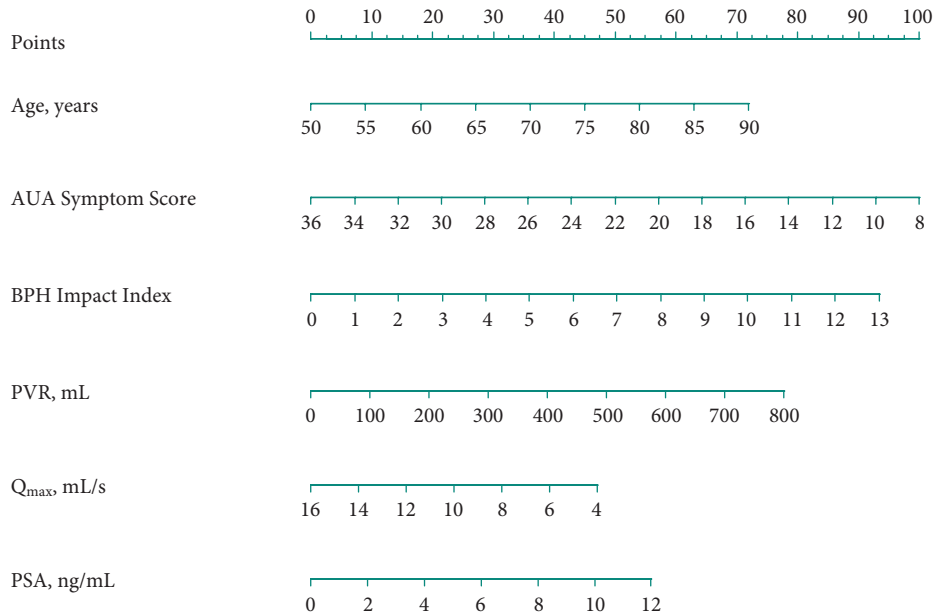 0 10 20 30 40 50 60 70 80 90 100
Points
Age, years
50 55 60 65 70 75 80 85 90
AUA Symptom Score
36 34 32 30 28 26 24 22 20 18 16 14 12 10 8
BPH Impact Index
0 1 2 3 4 5 6 7 8 9 10 11 12 13
PVR, mL
0 100 200 300 400 500 600 700 800
Qmax, mL/s
16 14 12 10 8 6 4
PSA, ng/mL
0 2 4 6 8 10 12